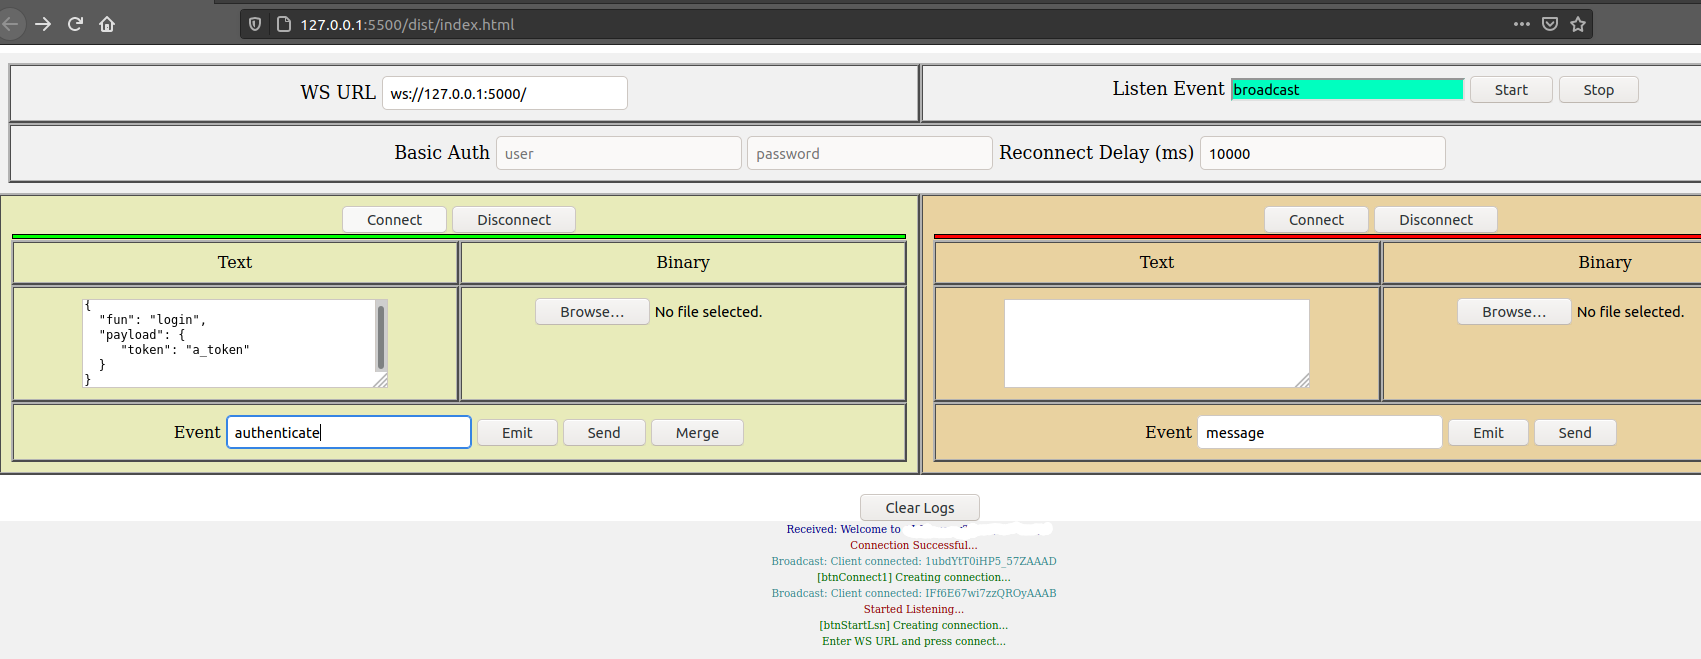 127.0.0.1:5500/dist/index.html
WS URL ws://127.0.0.1:5000/
Listen Event broadcast Start Stop
Basic Auth user password Reconnect Delay (ms) 10000
Connect Disconnect
Text Binary
{
"fun": "login",
"payload": {
"token": "a_token"
}
}
Browse... No file selected.
Event authenticate Emit Send Merge
Connect Disconnect
Text Binary
Browse... No file selected.
Event message Emit Send
Clear Logs
Received: Welcome to
Connection Successful...
Broadcast: Client connected: 1ubdYtT0iHP5_57ZAAAD
[btnConnect1] Creating connection...
Broadcast: Client connected: IFf6E67wi7zzQROyAAAB
Started Listening...
[btnStartLsn] Creating connection...
Enter WS URL and press connect...